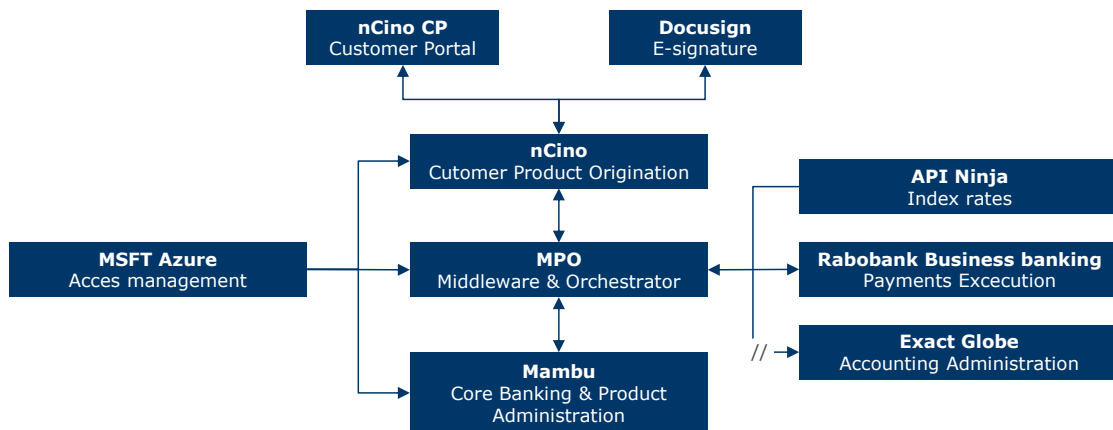 nCino CP
Customer Portal
Docusign
E-signature
nCino
Cutomer Product Origination
API Ninja
Index rates
MSFT Azure
Acces management
MPO
Middleware & Orchestrator
Rabobank Business banking
Payments Excecution
//
Exact Globe
Accounting Administration
Mambu
Core Banking & Product
Administration